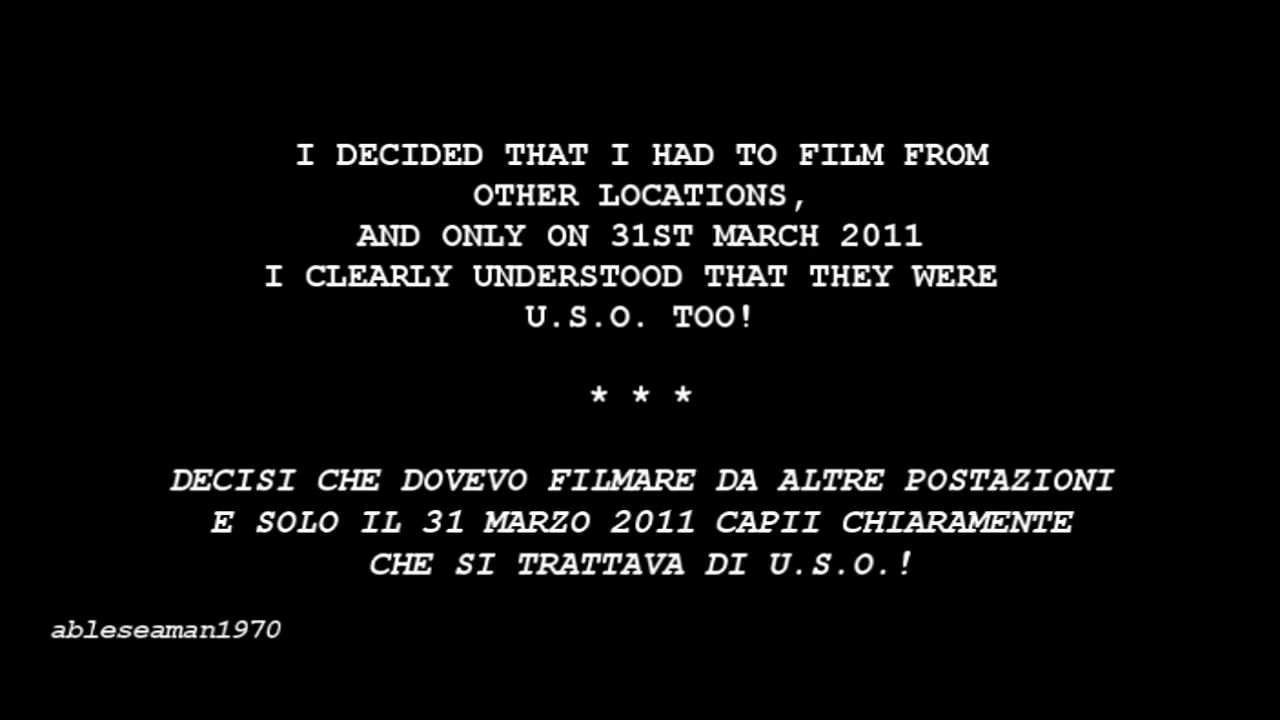 I DECIDED THAT I HAD TO FILM FROM
OTHER LOCATIONS,
AND ONLY ON 31ST MARCH 2011
I CLEARLY UNDERSTOOD THAT THEY WERE
U.S.O. TOO!
* * *
DECISI CHE DOVEVO FILMARE DA ALTRE POSTAZIONI
E SOLO IL 31 MARZO 2011 CAPII CHIARAMENTE
CHE SI TRATTAVA DI U.S.O.!
ableseaman1970